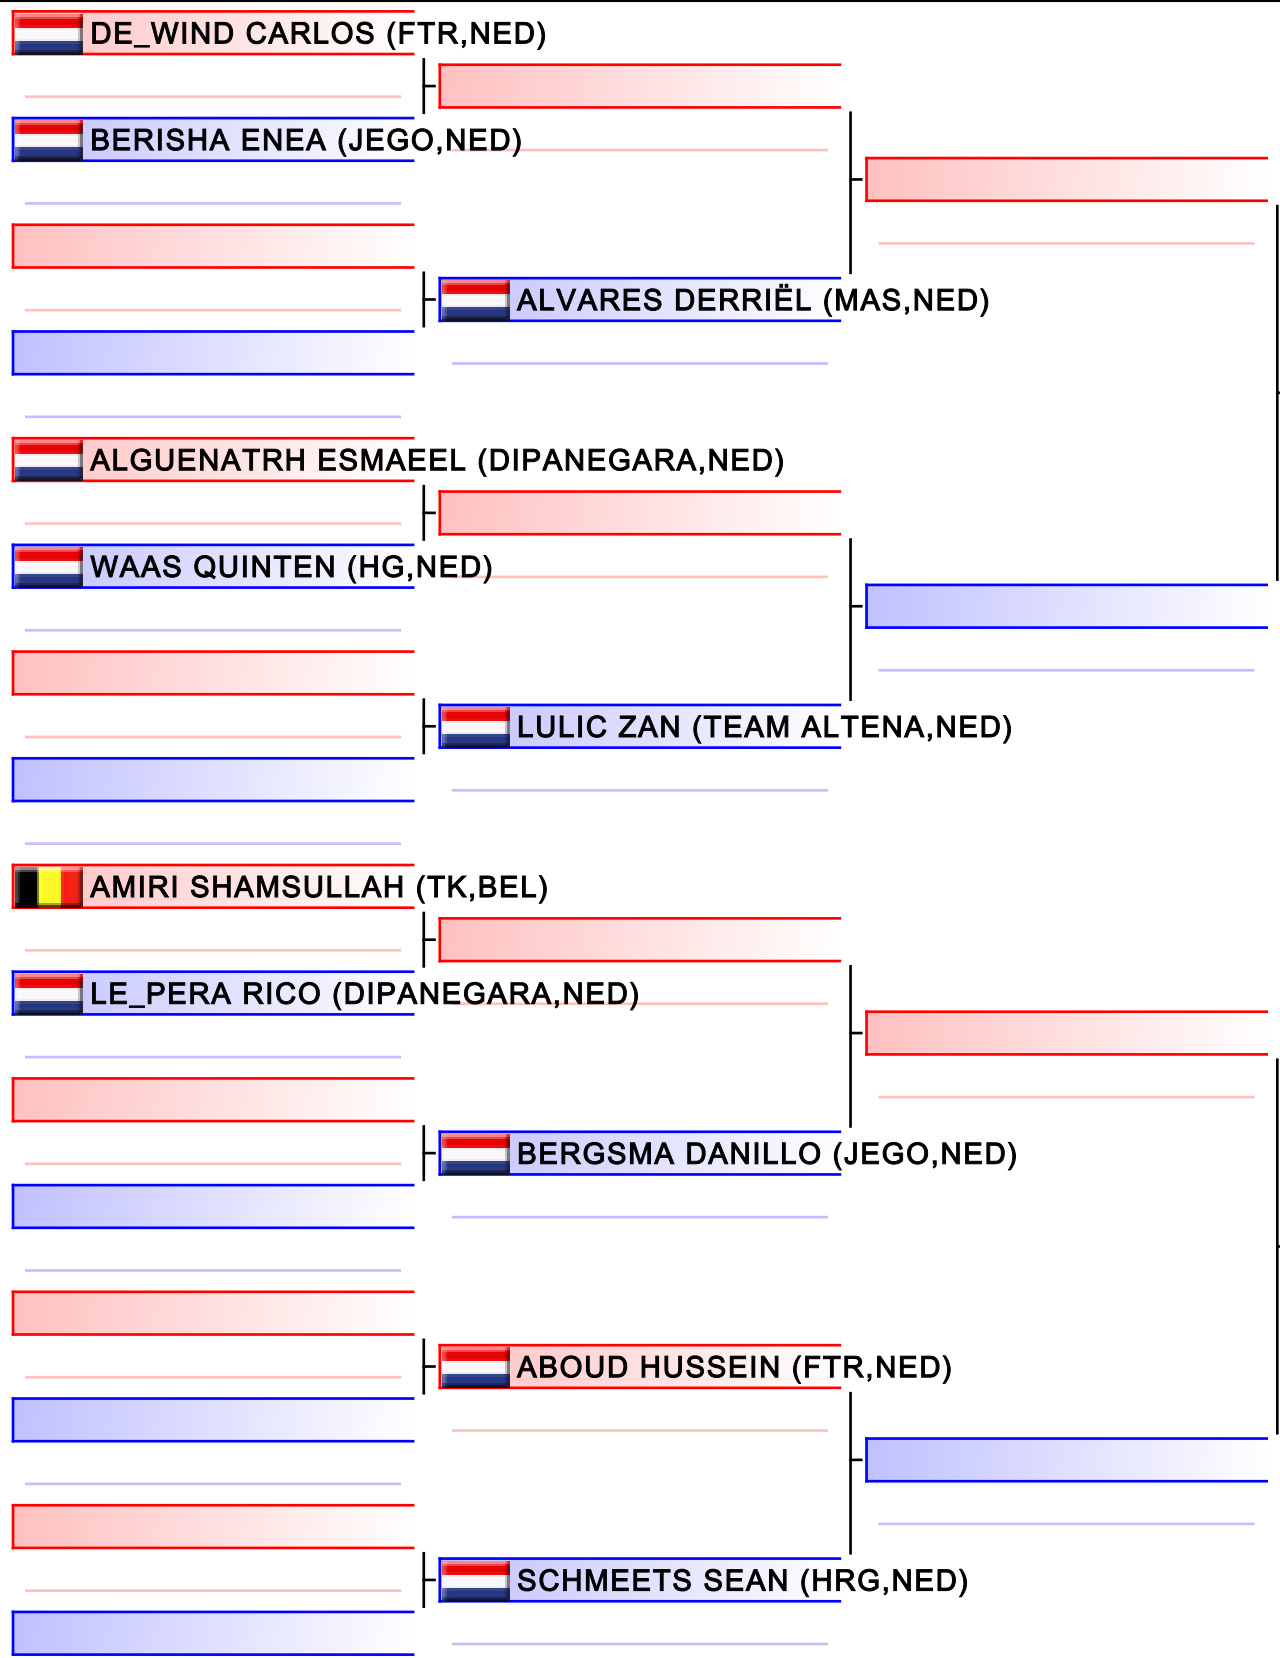 DE_WIND CARLOS (FTR,NED)
BERISHA ENEA (JEGO,NED)
ALVARES DERRIËL (MAS,NED)
ALGUENATRH ESMAEEL (DIPANEGARA,NED)
WAAS QUINTEN (HG,NED)
LULIC ZAN (TEAM ALTENA,NED)
AMIRI SHAMSULLAH (TK,BEL)
LE_PERA RICO (DIPANEGARA,NED)
BERGSMA DANILLO (JEGO,NED)
ABOUD HUSSEIN (FTR,NED)
SCHMEETS SEAN (HRG,NED)